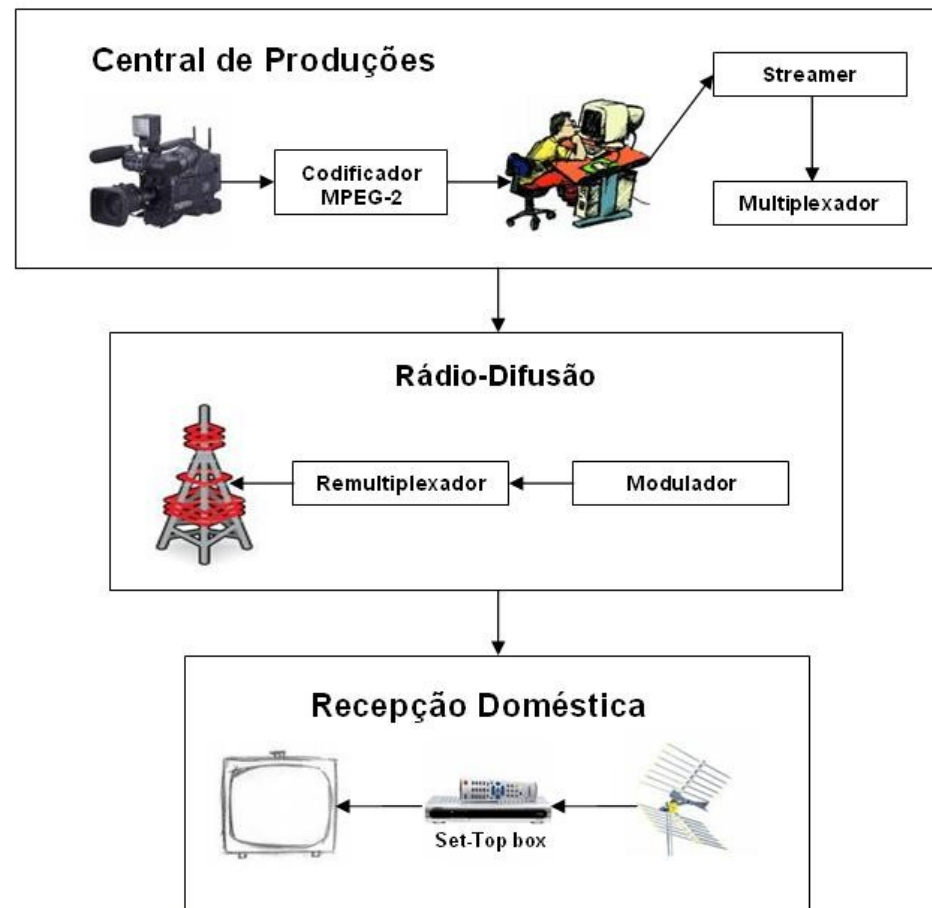 Central de Produções
Streamer
Codificador
MPEG-2
Multiplexador
Rádio-Difusão
Remultiplexador
Modulador
Recepção Doméstica
Set-Top box